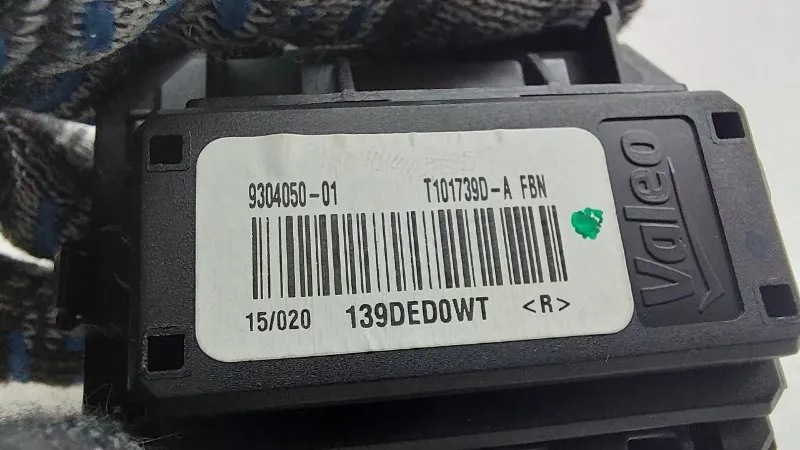 9304050-01 T101739D-A FBN
15/020 139DED0WT <R>
Valeo